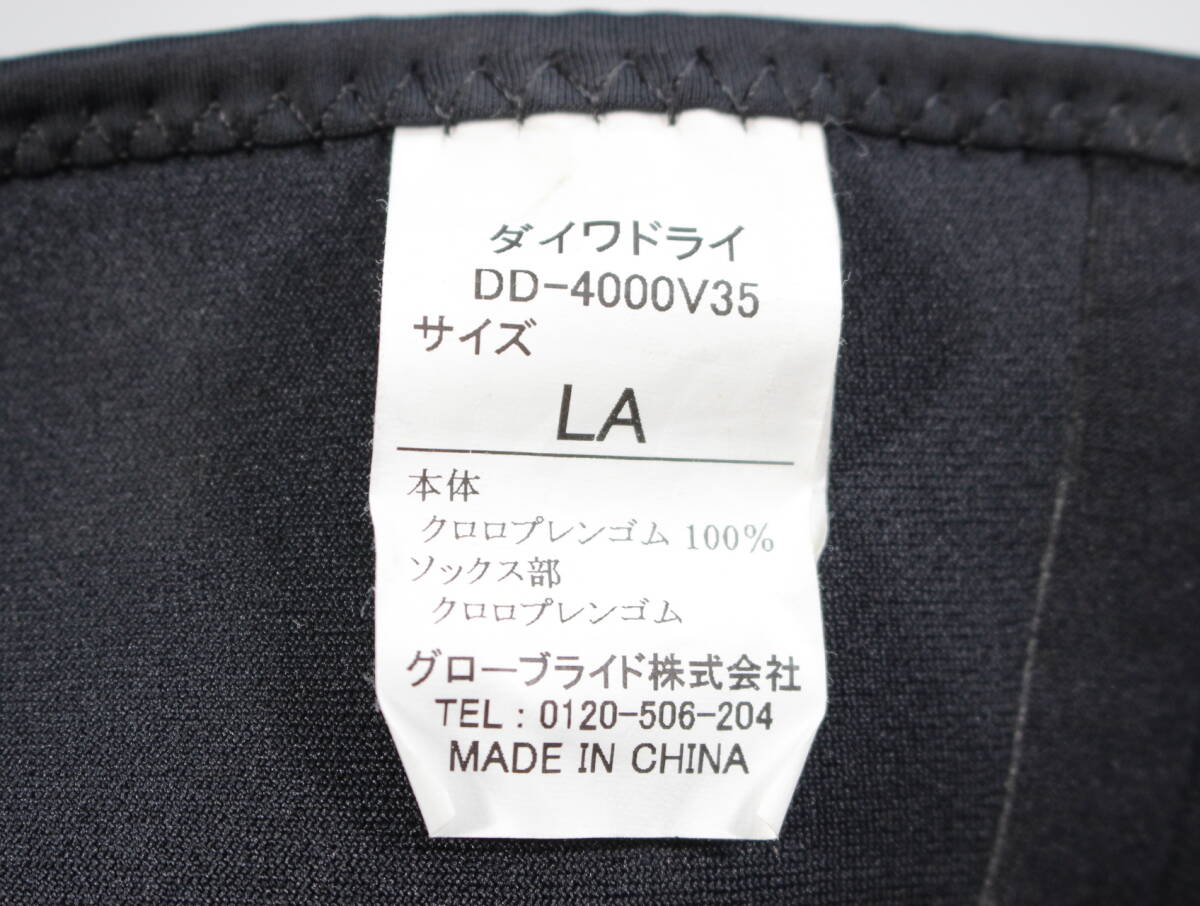 ダイワドライ
DD-4000V35
サイズ
LA
本体
クロロプレンゴム 100%
ソックス部
クロロプレンゴム
グローブライド株式会社
TEL：0120-506-204
MADE IN CHINA